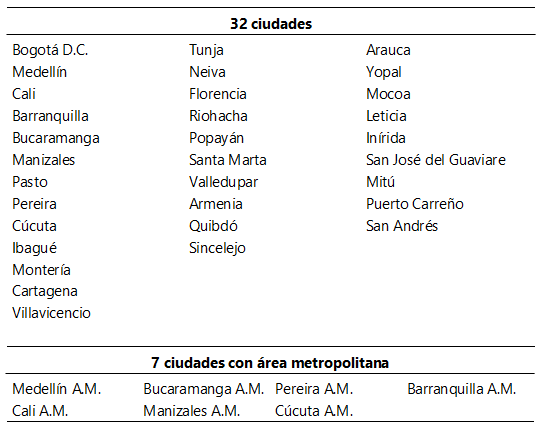 32 ciudades
Bogotá D.C. Tunja Arauca
Medellín Neiva Yopal
Cali Florencia Mocoa
Barranquilla Riohacha Leticia
Bucaramanga Popayán Inírida
Manizales Santa Marta San José del Guaviare
Pasto Valledupar Mitú
Pereira Armenia Puerto Carreño
Cúcuta Quibdó San Andrés
Ibagué Sincelejo
Montería
Cartagena
Villavicencio
7 ciudades con área metropolitana
Medellín A.M. Bucaramanga A.M. Pereira A.M. Barranquilla A.M.
Cali A.M. Manizales A.M. Cúcuta A.M.